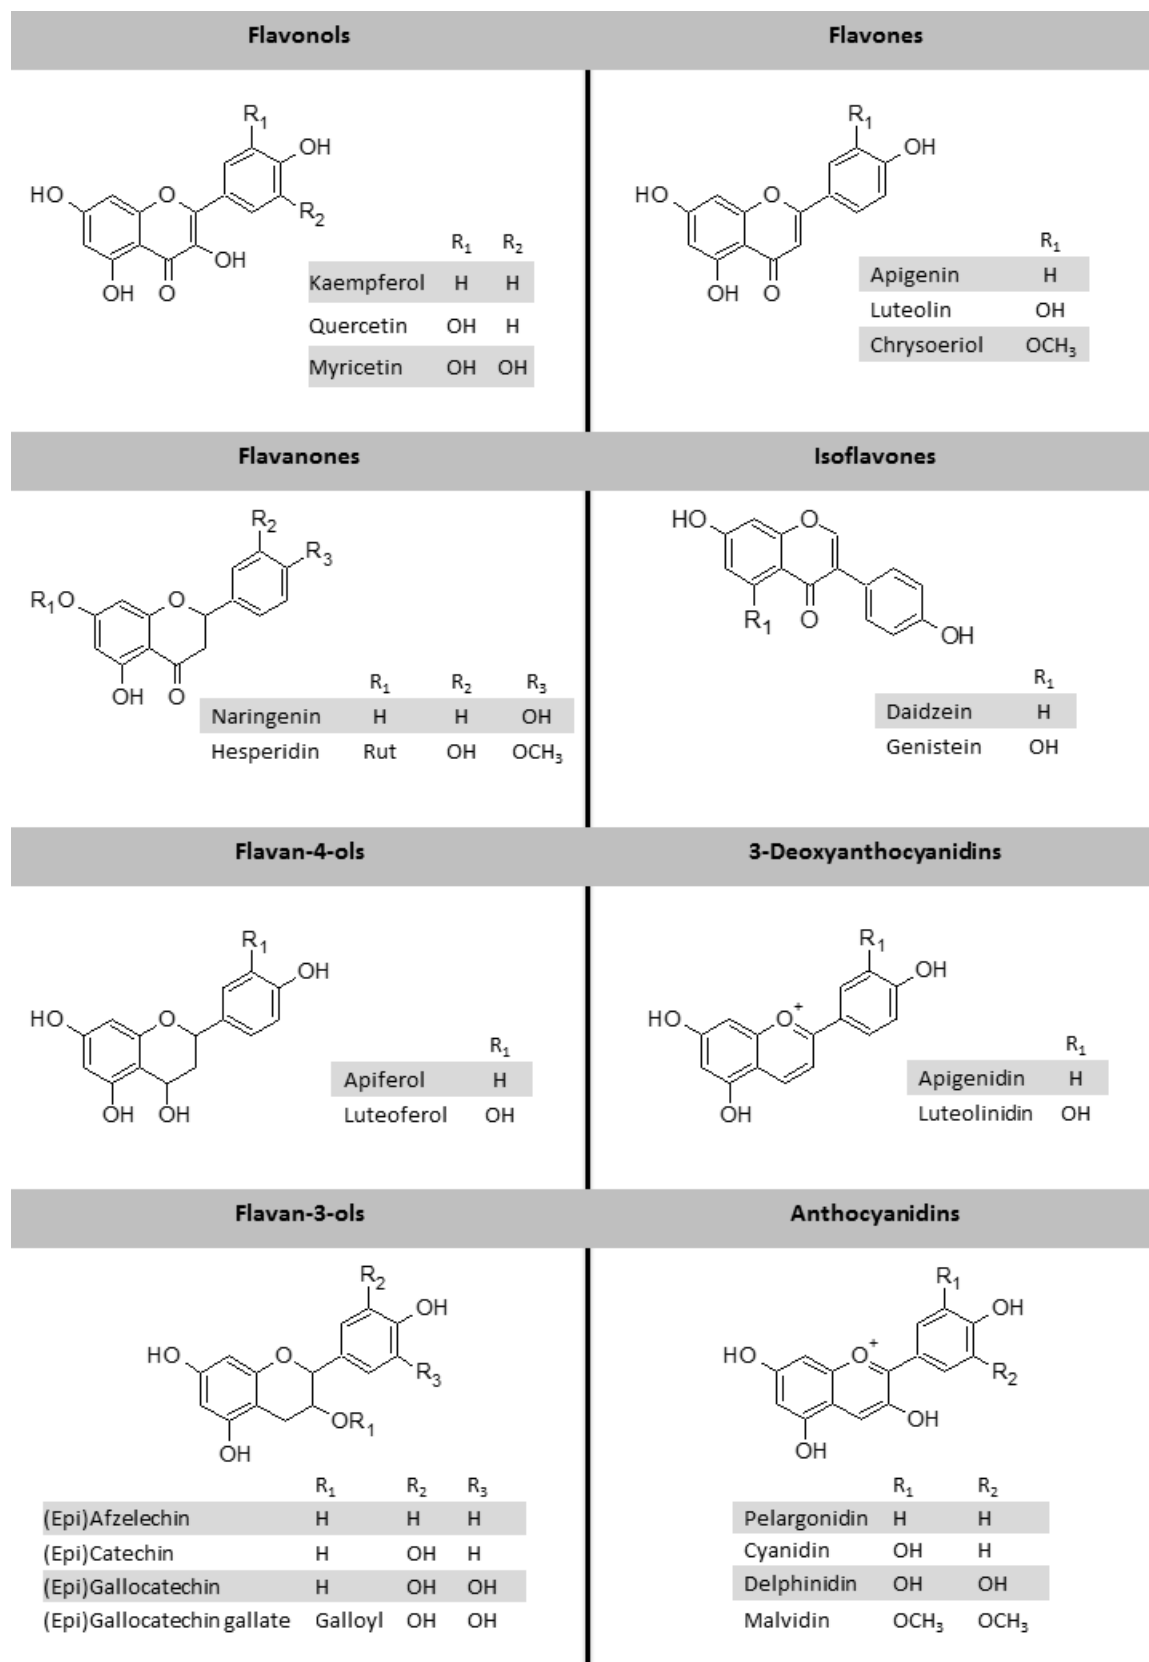 Flavonols
R1
OH
HO
O
R2
OH
OH
O
R1 R2
Kaempferol H H
Quercetin OH H
Myricetin OH OH
Flavones
R1
OH
HO
O
OH
O
R1
Apigenin H
Luteolin OH
Chrysoeriol OCH3
Flavanones
R2
R3
R1O
O
OH
O
R1 R2 R3
Naringenin H H OH
Hesperidin Rut OH OCH3
Isoflavones
HO
O
R1
O
OH
R1
Daidzein H
Genistein OH
Flavan-4-ols
R1
OH
HO
O
OH OH
R1
Apiferol H
Luteoferol OH
3-Deoxyanthocyanidins
R1
OH
HO
O+
OH
R1
Apigenidin H
Luteolinidin OH
Flavan-3-ols
R2
OH
HO
O
R3
OR1
OH
R1 R2 R3
(Epi)Afzelechin H H H
(Epi)Catechin H OH H
(Epi)Gallocatechin H OH OH
(Epi)Gallocatechin gallate Galloyl OH OH
Anthocyanidins
R1
OH
HO
O+
R2
OH
OH
R1 R2
Pelargonidin H H
Cyanidin OH H
Delphinidin OH OH
Malvidin OCH3 OCH3